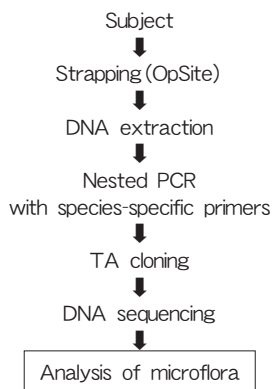 Subject
Strapping(OpSite)
DNA extraction
Nested PCR
with species-specific primers
TA cloning
DNA sequencing
Analysis of microflora